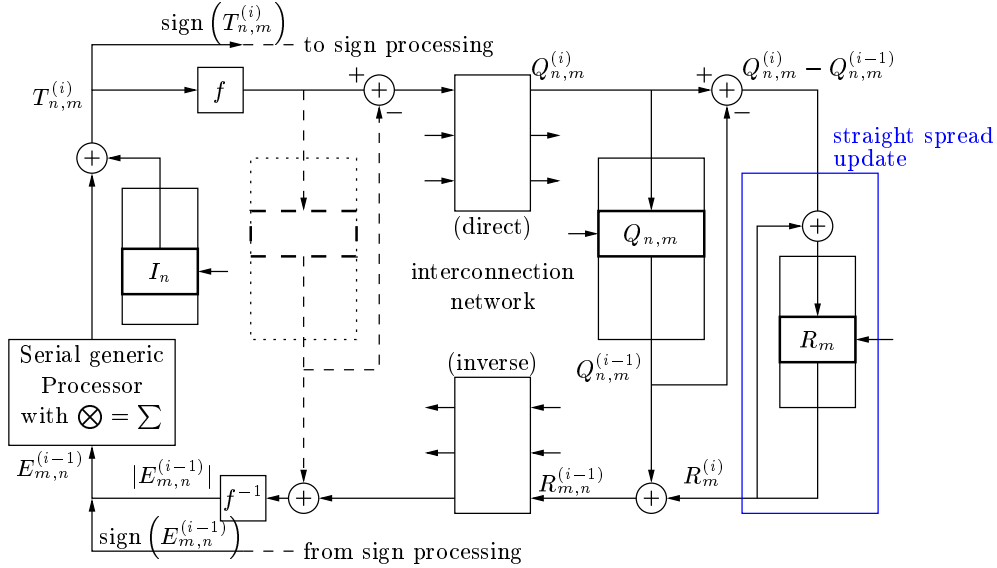 sign (T_{n,m}^{(i)})
to sign processing
T_{n,m}^{(i)}
f
+
−
Q_{n,m}^{(i)}
+
−
Q_{n,m}^{(i)} − Q_{n,m}^{(i−1)}
straight spread
update
+
+
+
(direct)
Q_{n,m}
+
I_n
interconnection
network
R_m
Serial generic
Processor
with ⊗ = ∑
(inverse)
Q_{n,m}^{(i−1)}
E_{m,n}^{(i−1)}
|E_{m,n}^{(i−1)}|
f^{−1}
+
R_{m,n}^{(i−1)}
+
R_m^{(i)}
sign (E_{m,n}^{(i−1)})
from sign processing